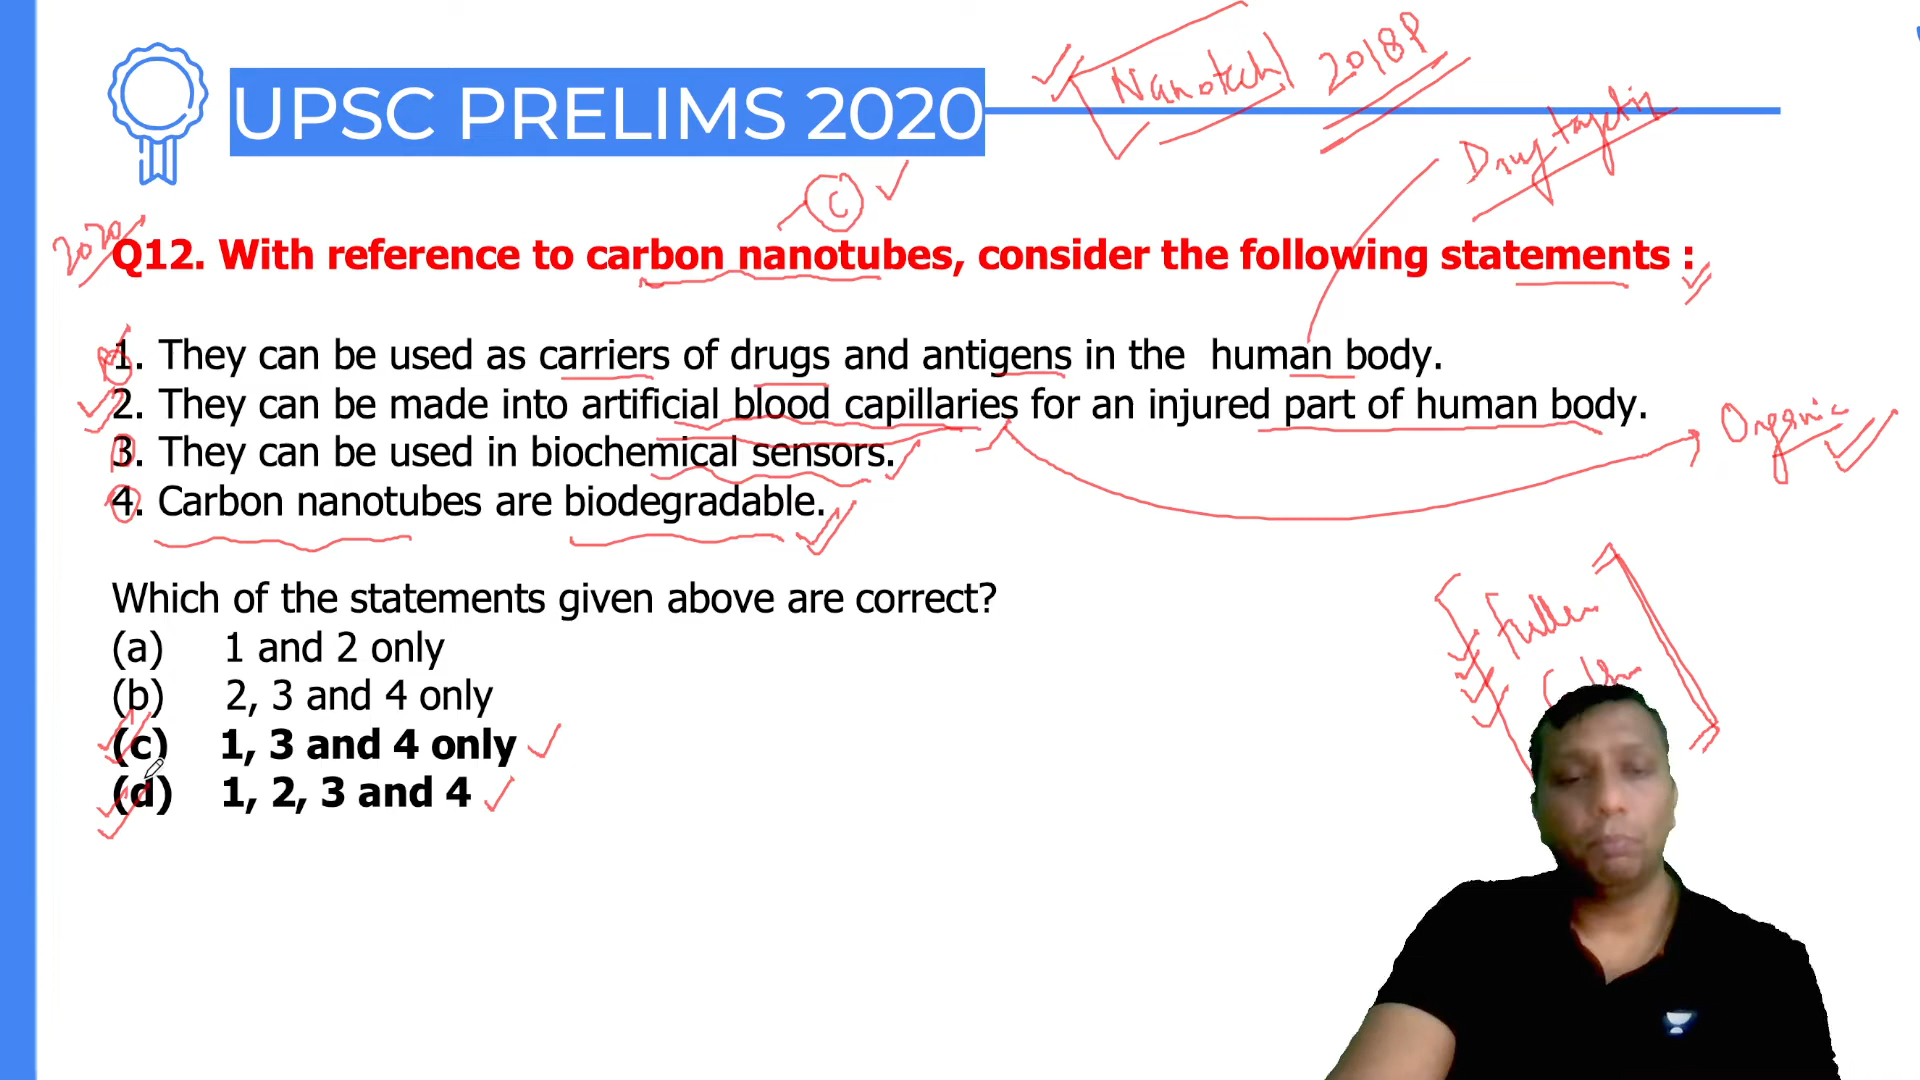 Nanotech 2018P
UPSC PRELIMS 2020
Drug targetin
C
2020
Q12. With reference to carbon nanotubes, consider the following statements :
1. They can be used as carriers of drugs and antigens in the human body.
2. They can be made into artificial blood capillaries for an injured part of human body.
Organic
3. They can be used in biochemical sensors.
4. Carbon nanotubes are biodegradable.
Which of the statements given above are correct?
Fuller
(a) 1 and 2 only
(b) 2, 3 and 4 only
(c) 1, 3 and 4 only
(d) 1, 2, 3 and 4